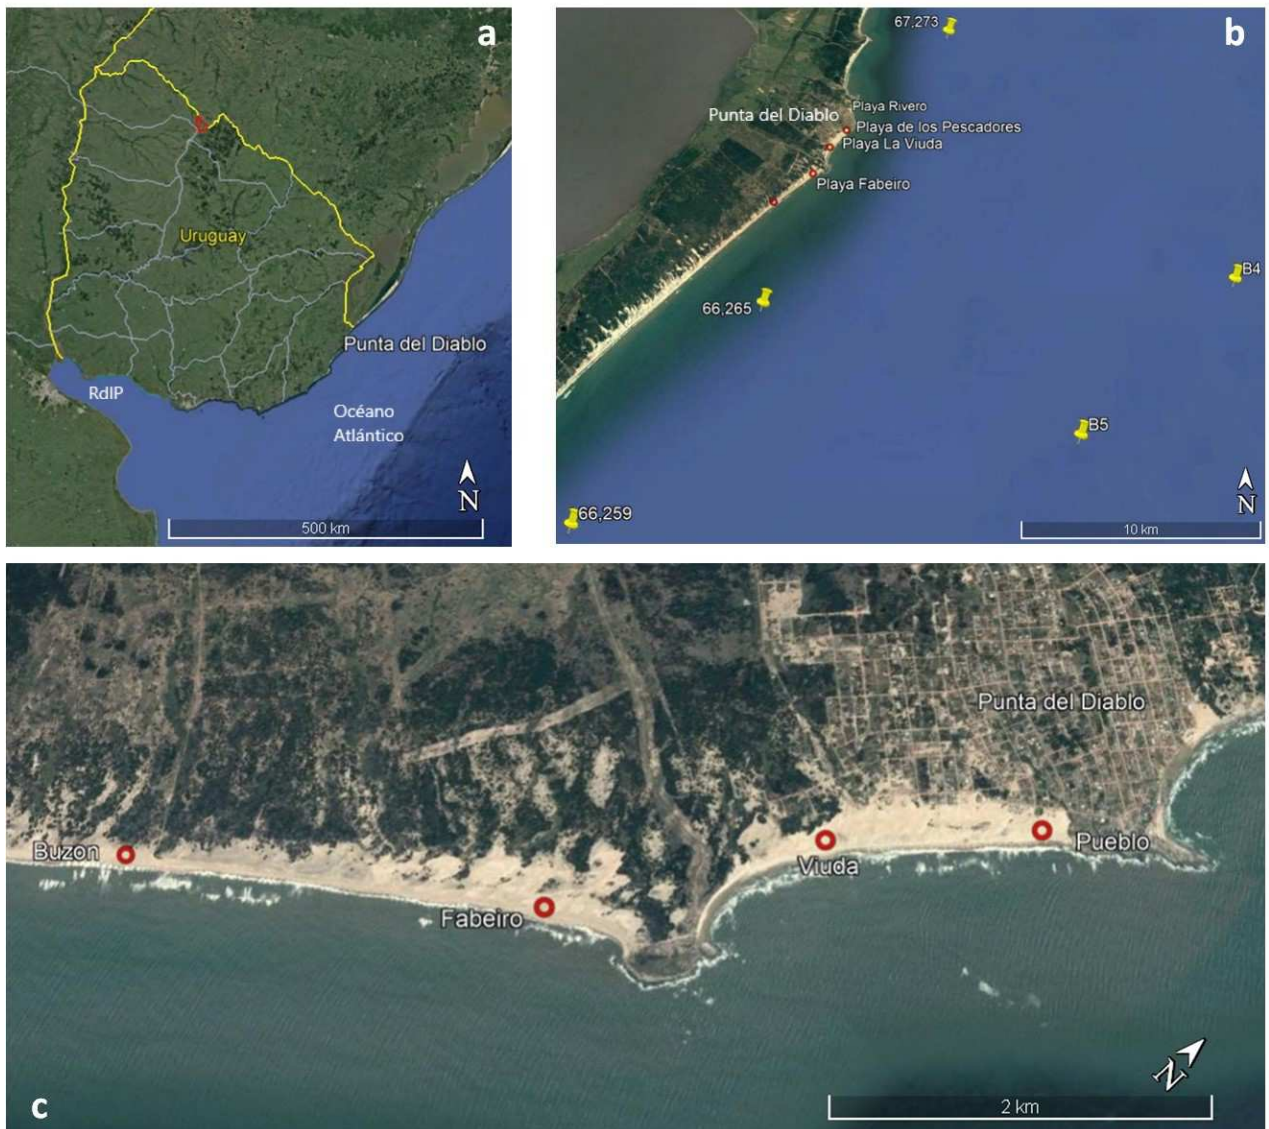 a
Uruguay
Punta del Diablo
RdlP
Océano
Atlántico
N
500 km
b
67,273
Playa Rivero
Punta del Diablo
Playa de los Pescadores
Playa La Viuda
Playa Fabeiro
B4
66,265
B5
66,259
N
10 km
Punta del Diablo
Buzon
Viuda
Pueblo
Fabeiro
N
c
2 km